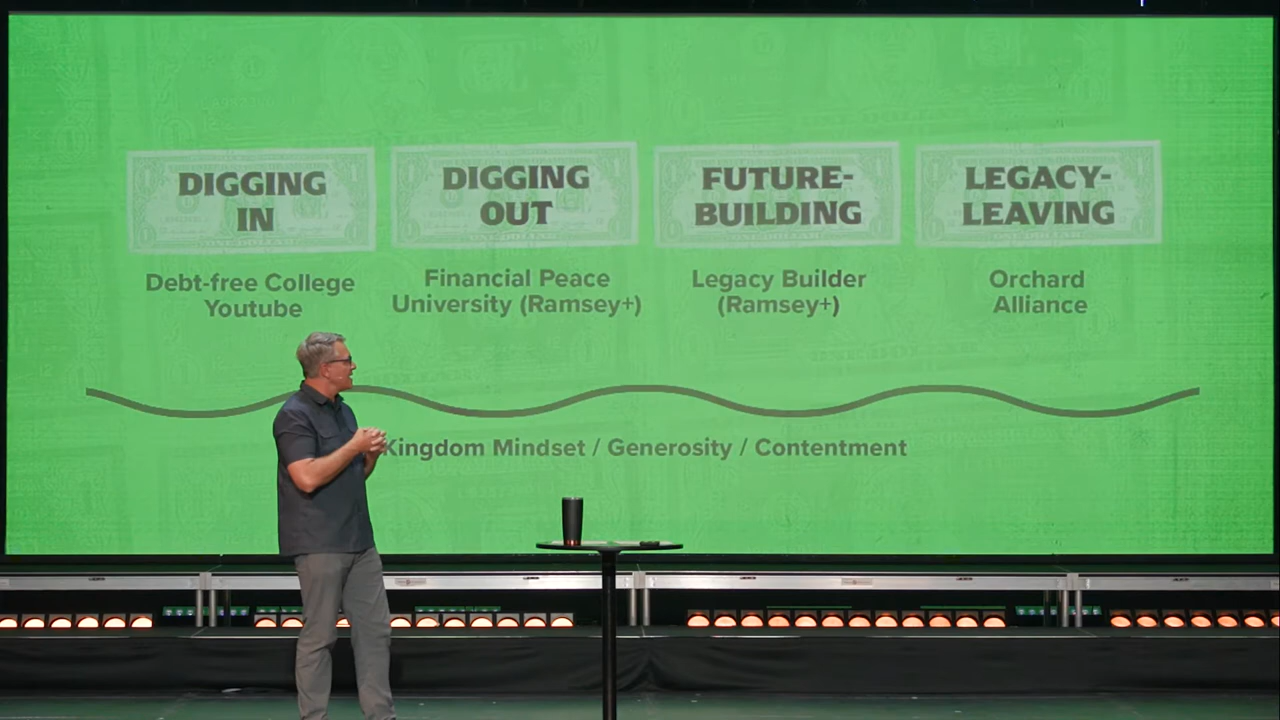 DIGGING
IN
DIGGING
OUT
FUTURE-
BUILDING
LEGACY-
LEAVING
Debt-free College
Youtube
Financial Peace
University (Ramsey+)
Legacy Builder
(Ramsey+)
Orchard
Alliance
Kingdom Mindset / Generosity / Contentment